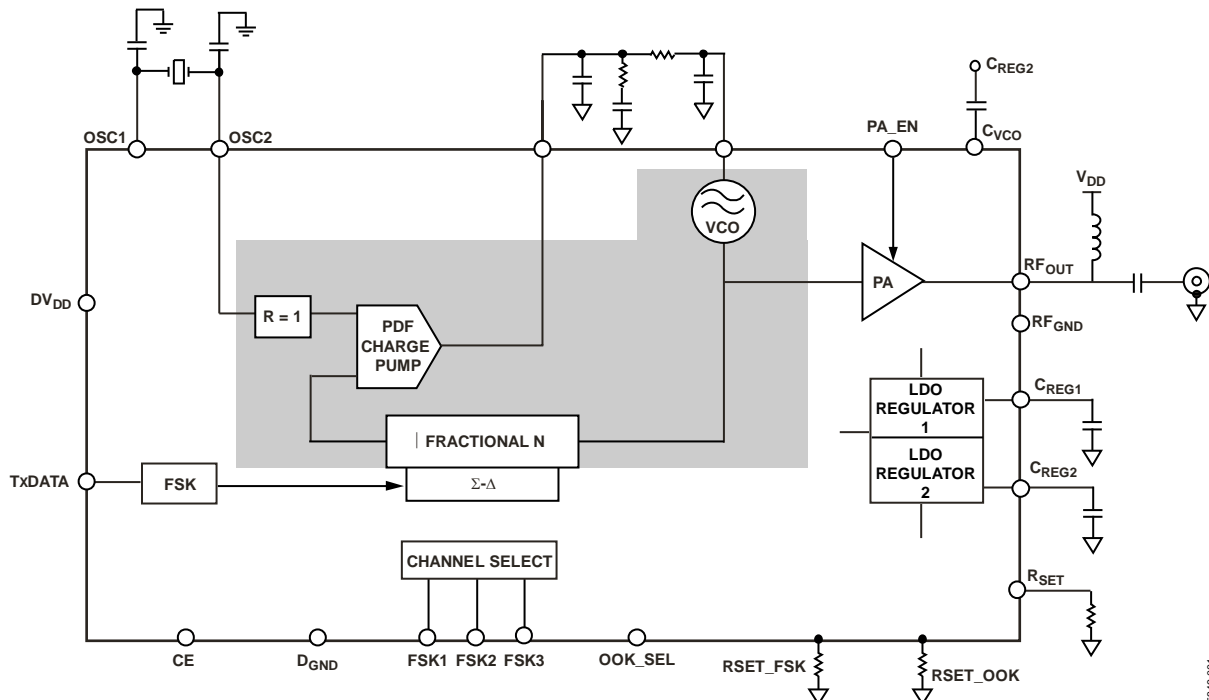 OSC1
OSC2
PA_EN
CREG2
CVCO
VDD
VCO
PA
RFOUT
RFGND
DVDD
R = 1
PDF
CHARGE
PUMP
LDO
REGULATOR
1
LDO
REGULATOR
2
CREG1
CREG2
| FRACTIONAL N
Σ-Δ
TxDATA
FSK
CHANNEL SELECT
RSET
CE
DGND
FSK1
FSK2
FSK3
OOK_SEL
RSET_FSK
RSET_OOK